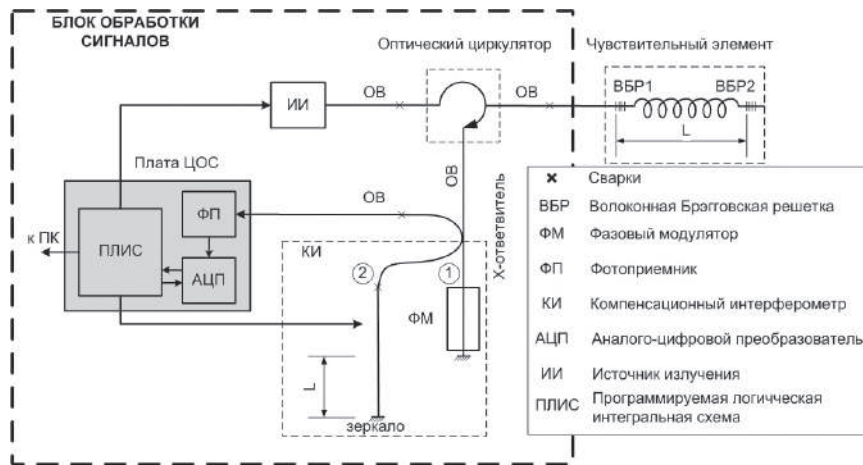 БЛОК ОБРАБОТКИ
СИГНАЛОВ
Оптический циркулятор
Чувствительный элемент
ИИ
ОВ
ОВ
ВБР1
ВБР2
L
Плата ЦОС
ОВ
ОВ
Х-ответвитель
ФП
к ПК
ПЛИС
АЦП
КИ
2
1
ФМ
L
зеркало
× Сварки
ВБР Волоконная Брэгговская решетка
ФМ Фазовый модулятор
ФП Фотоприемник
КИ Компенсационный интерферометр
АЦП Аналого-цифровой преобразователь
ИИ Источник излучения
ПЛИС Программируемая логичческая
интегральная схема